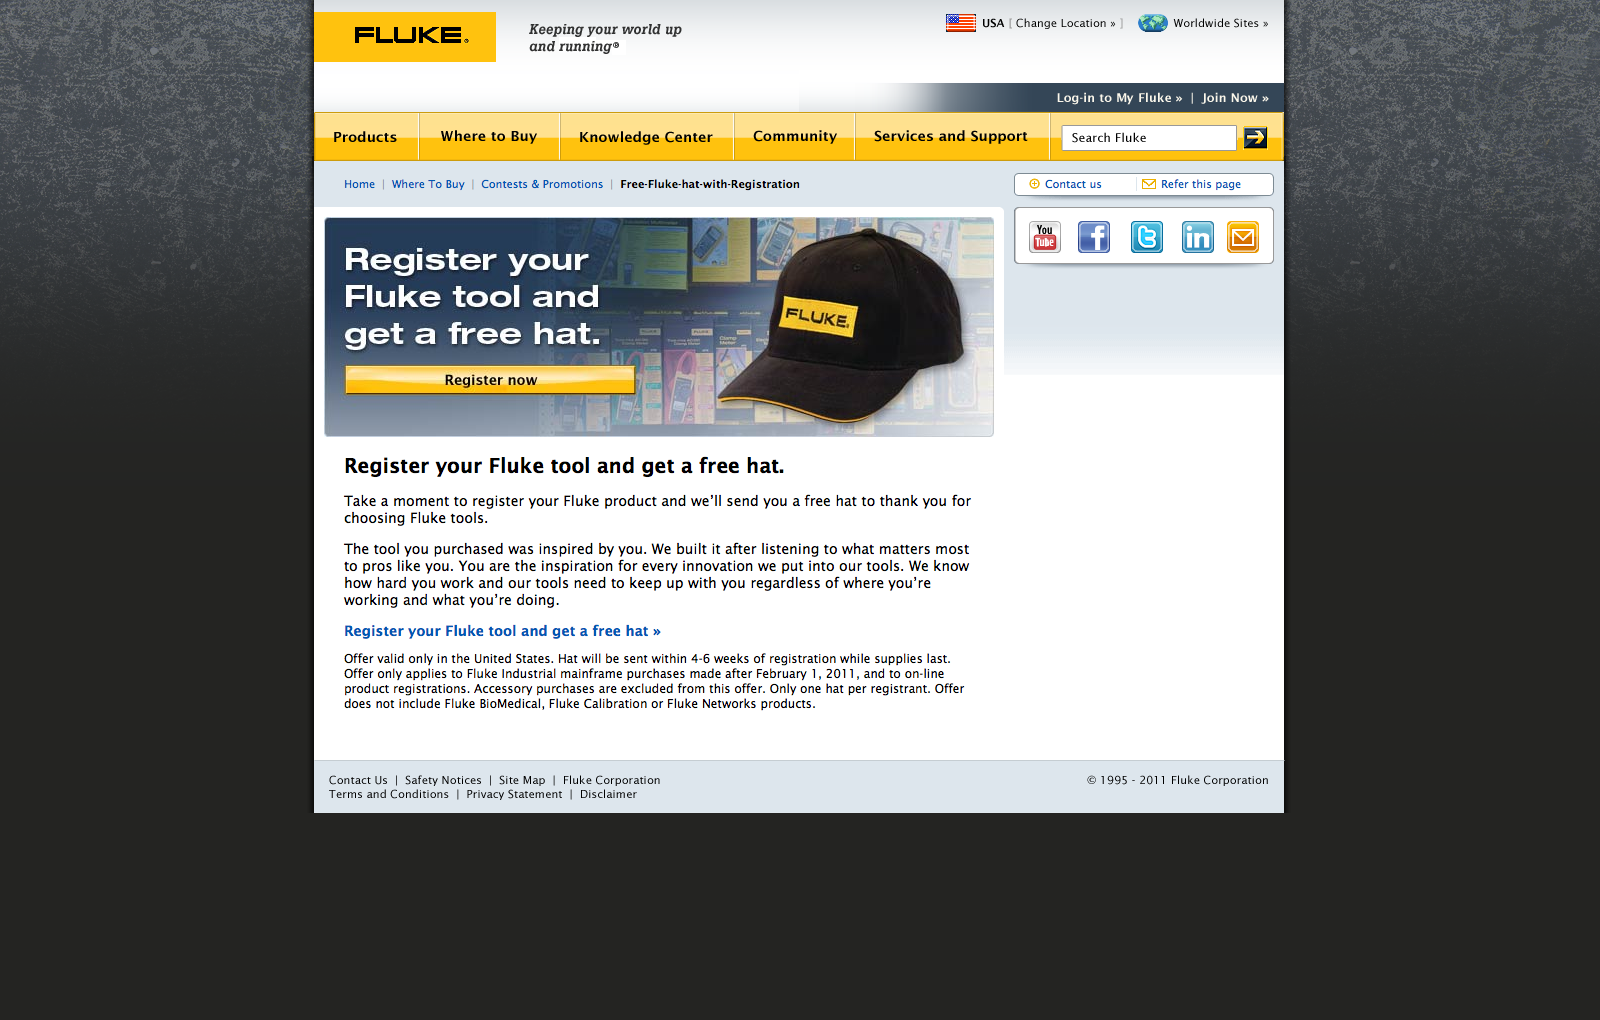 FLUKE®
Keeping your world up
and running®
USA [ Change Location » ] Worldwide Sites »
Log-in to My Fluke » | Join Now »
Products Where to Buy Knowledge Center Community Services and Support Search Fluke
Home | Where To Buy | Contests & Promotions | Free-Fluke-hat-with-Registration
Contact us Refer this page
You Tube f t in
Register your
Fluke tool and
get a free hat.
FLUKE
Register now
Register your Fluke tool and get a free hat.
Take a moment to register your Fluke product and we’ll send you a free hat to thank you for
choosing Fluke tools.
The tool you purchased was inspired by you. We built it after listening to what matters most
to pros like you. You are the inspiration for every innovation we put into our tools. We know
how hard you work and our tools need to keep up with you regardless of where you’re
working and what you’re doing.
Register your Fluke tool and get a free hat »
Offer valid only in the United States. Hat will be sent within 4-6 weeks of registration while supplies last.
Offer only applies to Fluke Industrial mainframe purchases made after February 1, 2011, and to on-line
product registrations. Accessory purchases are excluded from this offer. Only one hat per registrant. Offer
does not include Fluke BioMedical, Fluke Calibration or Fluke Networks products.
Contact Us | Safety Notices | Site Map | Fluke Corporation
Terms and Conditions | Privacy Statement | Disclaimer
© 1995 - 2011 Fluke Corporation